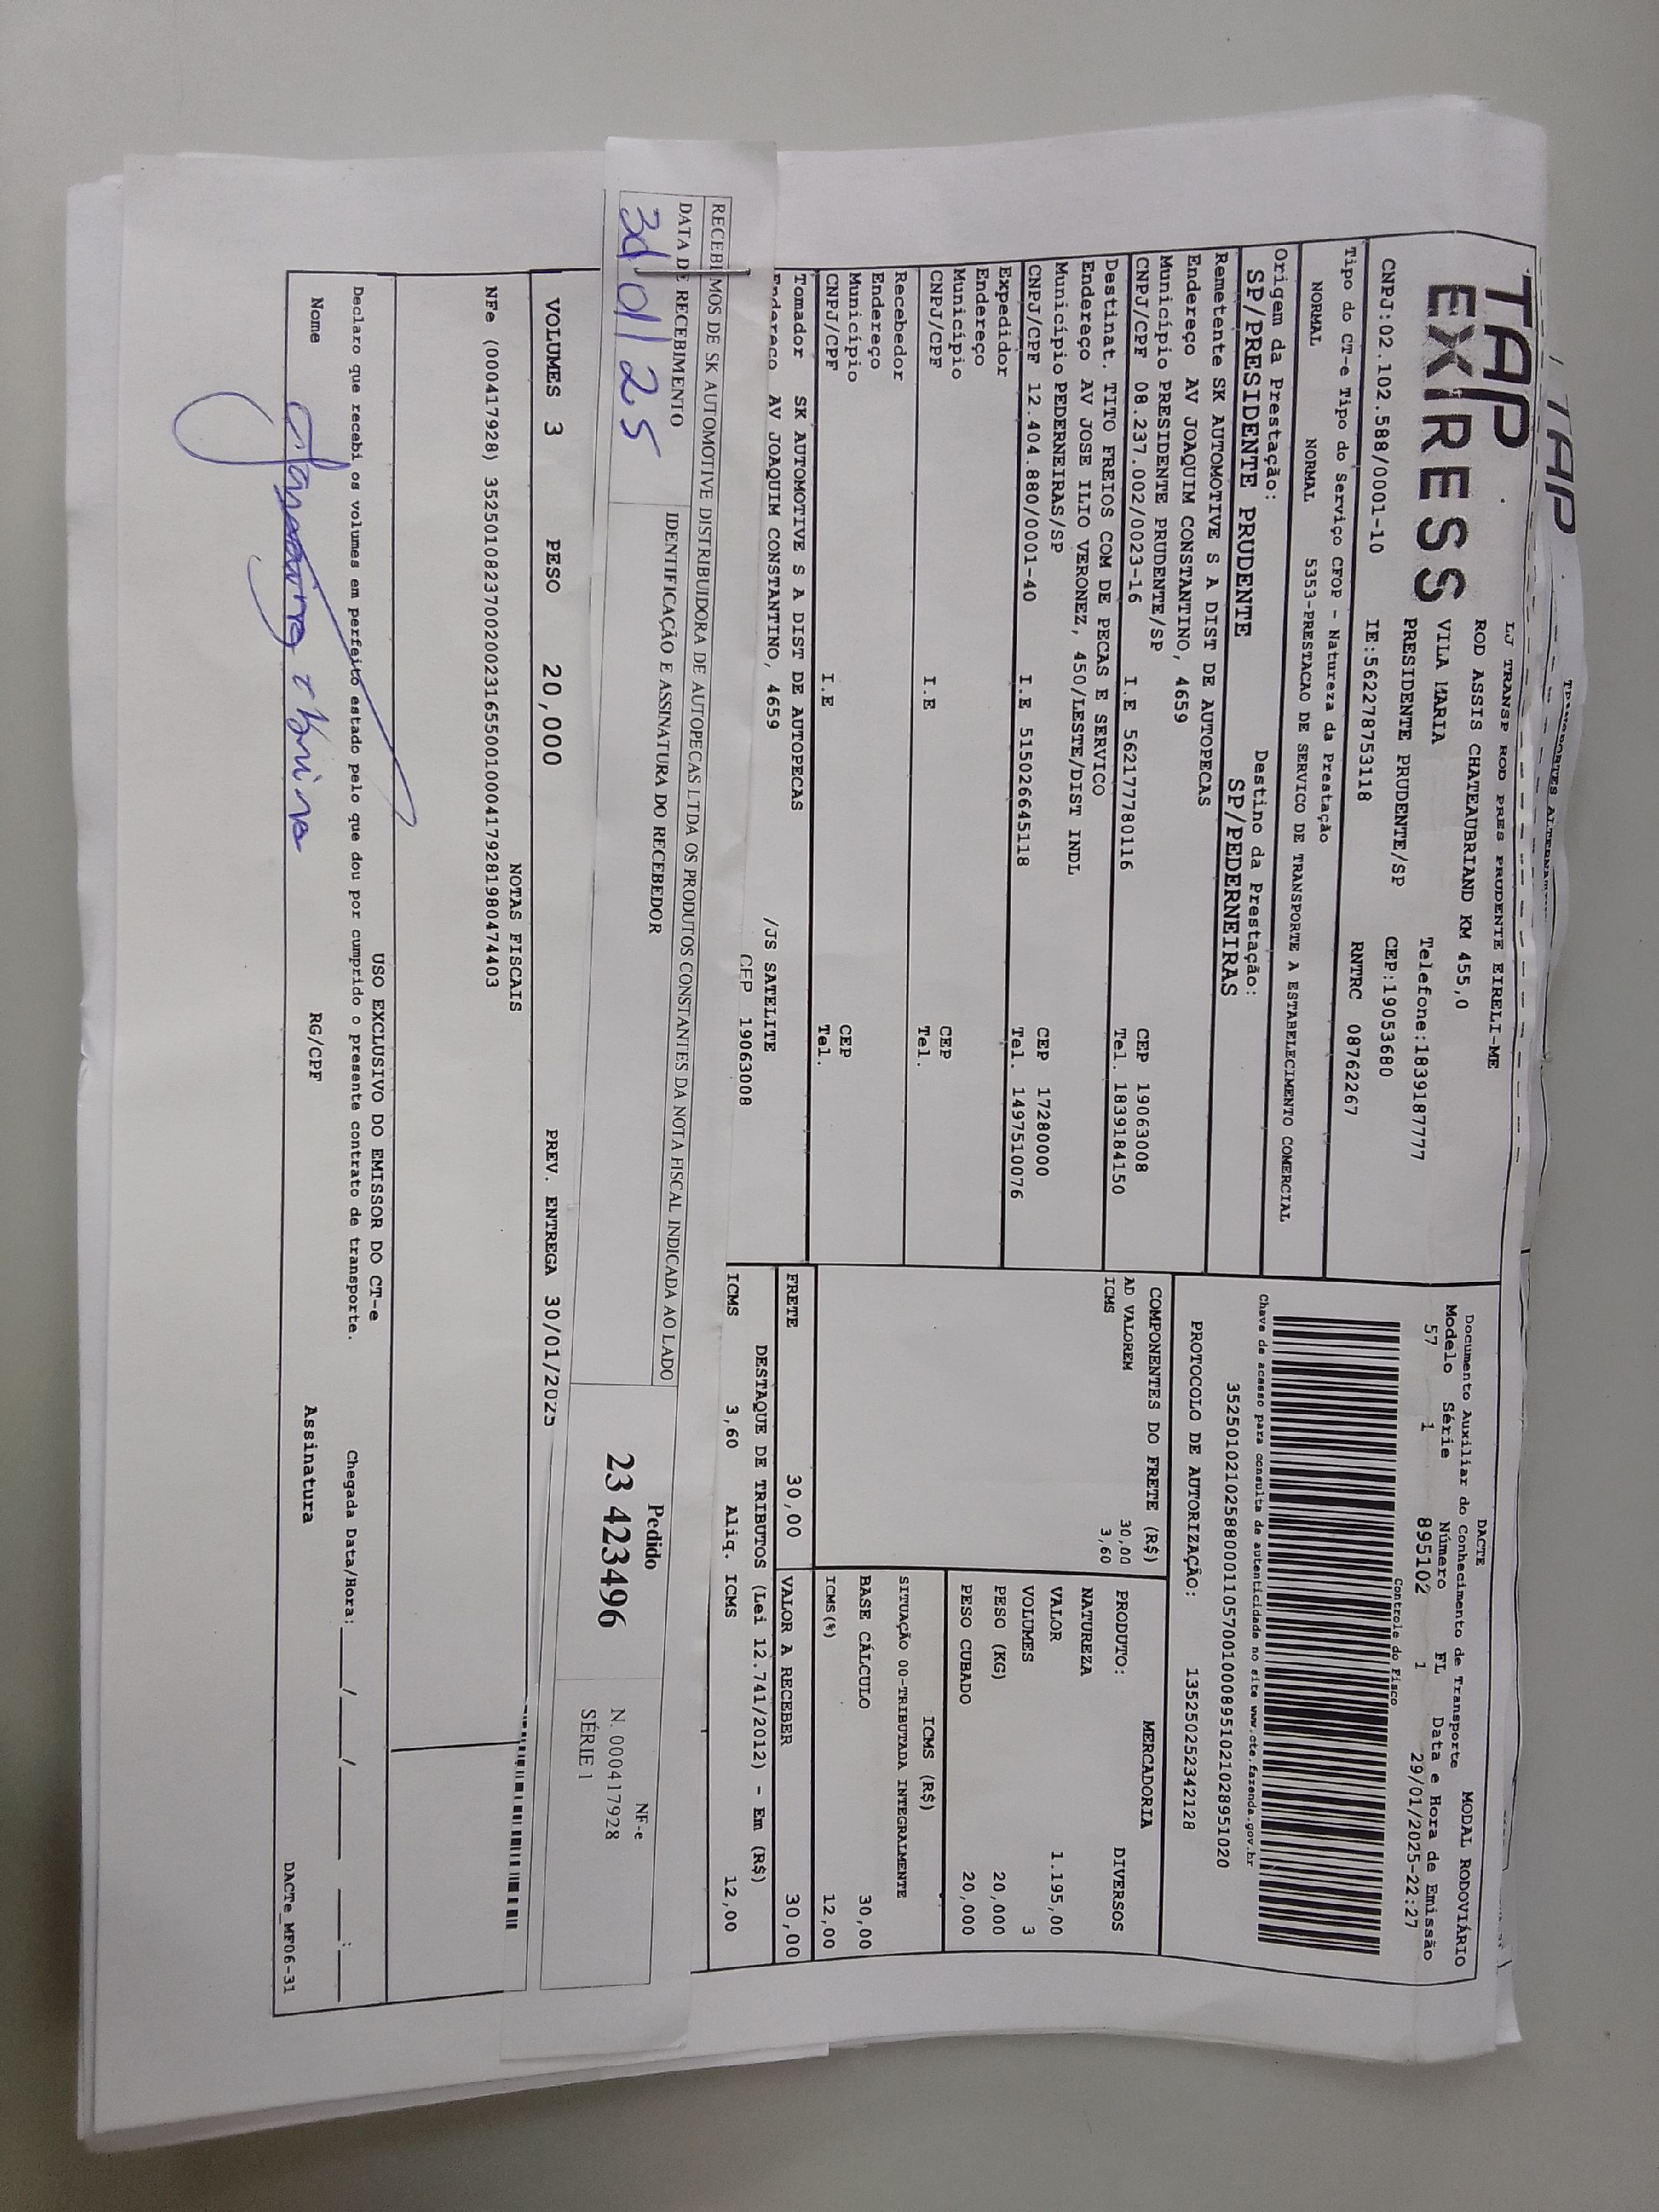 TAP
TAP
EXPRESS
LJ TRANSP ROD PRES PRUDENTE EIRELI-ME
ROD ASSIS CHATEAUBRIAND KM 455,0
VILA MARIA Telefone:1839187777
PRESIDENTE PRUDENTE/SP CEP:19053680
CNPJ:02.102.588/0001-10 IE:562278753118 RNTRC 08762267
Tipo do CT-e Tipo do Serviço CFOP - Natureza da Prestação
NORMAL NORMAL 5353-PRESTACAO DE SERVICO DE TRANSPORTE A ESTABELECIMENTO COMERCIAL
Origem da Prestação: Destino da Prestação:
SP/PRESIDENTE PRUDENTE SP/PEDERNEIRAS
Remetente SK AUTOMOTIVE S A DIST DE AUTOPECAS
Endereço AV JOAQUIM CONSTANTINO, 4659
Município PRESIDENTE PRUDENTE/SP CEP 19063008
CNPJ/CPF 08.237.002/0023-16 I.E 562177780116 Tel. 1839184150
Destinat. TITO FREIOS COM DE PECAS E SERVICO
Endereço AV JOSE ILIO VERONEZ, 450/LESTE/DIST INDL
Município PEDERNEIRAS/SP CEP 17280000
CNPJ/CPF 12.404.880/0001-40 I.E 515026645118 Tel. 1497510076
Expedidor
Endereço
Município CEP
CNPJ/CPF I.E Tel.
Recebedor
Endereço
Município CEP
CNPJ/CPF I.E Tel.
Tomador SK AUTOMOTIVE S A DIST DE AUTOPECAS
Endereço AV JOAQUIM CONSTANTINO, 4659 /JS SATELITE
CEP 19063008
DACTE
Documento Auxiliar do Conhecimento de Transporte MODAL RODOVIÁRIO
Modelo Série Número FL Data e Hora de Emissão
57 1 895102 1 29/01/2025-22:27
Controle do Fisco
Chave de acesso para consulta de autenticidade no site www.cte.fazenda.gov.br
35250102102588000110570010008951021028951020
PROTOCOLO DE AUTORIZAÇÃO: 135250252342128
COMPONENTES DO FRETE (R$)
AD VALOREM 30,00
ICMS 3,60
MERCADORIA
PRODUTO: DIVERSOS
NATUREZA
VALOR 1.195,00
VOLUMES 3
PESO (KG) 20,000
PESO CUBADO 20,000
ICMS (R$)
SITUAÇÃO 00-TRIBUTADA INTEGRALMENTE
BASE CÁLCULO 30,00
ICMS(%) 12,00
FRETE 30,00 VALOR A RECEBER 30,00
DESTAQUE DE TRIBUTOS (Lei 12.741/2012) - Em (R$)
ICMS 3,60 Aliq. ICMS 12,00
RECEBEMOS DE SK AUTOMOTIVE DISTRIBUIDORA DE AUTOPECAS LTDA OS PRODUTOS CONSTANTES DA NOTA FISCAL INDICADA AO LADO
DATA DE RECEBIMENTO IDENTIFICAÇÃO E ASSINATURA DO RECEBEDOR
Pedido
23 423496
NF-e
N. 000417928
SÉRIE 1
VOLUMES 3 PESO 20,000 PREV. ENTREGA 30/01/2025
NOTAS FISCAIS
NFe (000417928) 35250108237002002316550010004179281980474403
USO EXCLUSIVO DO EMISSOR DO CT-e
Declaro que recebi os volumes em perfeito estado pelo que dou por cumprido o presente contrato de transporte. Chegada Data/Hora: / / :
Nome RG/CPF Assinatura
DACTe_MF06-31